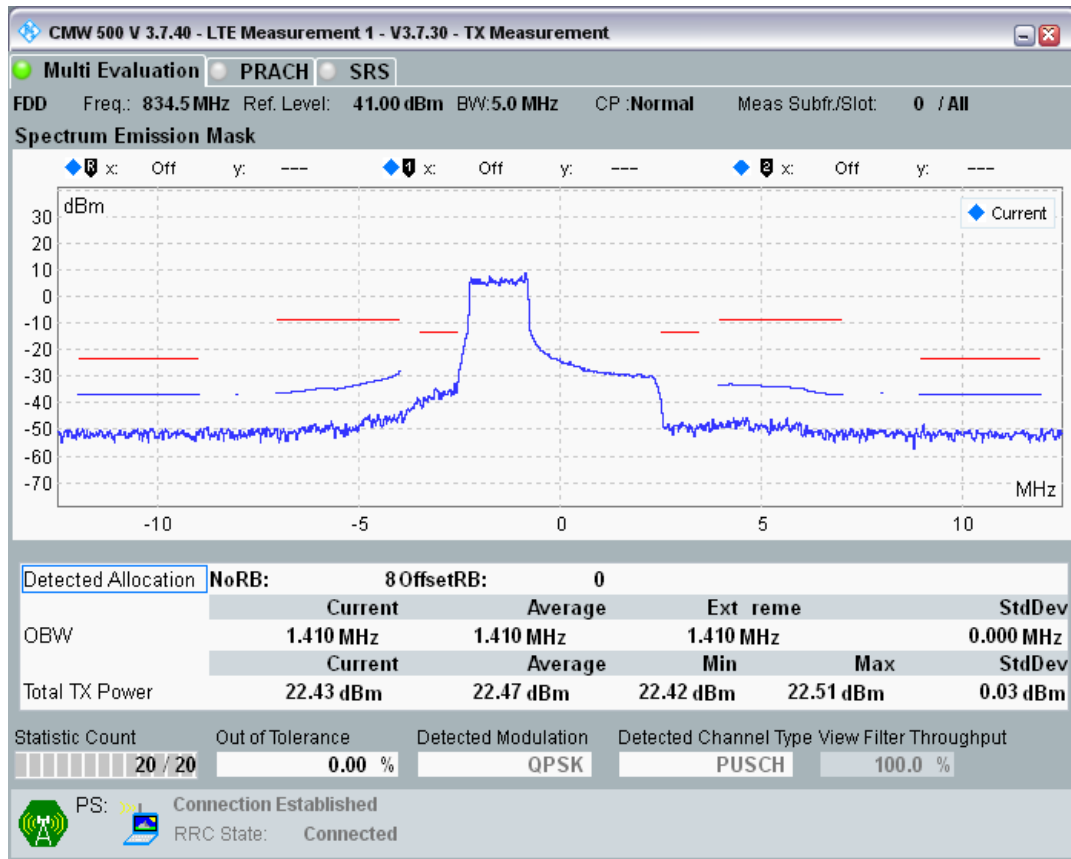 CMW 500 V 3.7.40 - LTE Measurement 1 - V3.7.30 - TX Measurement
Multi Evaluation PRACH SRS
FDD Freq.: 834.5 MHz Ref. Level: 41.00 dBm BW:5.0 MHz CP :Normal Meas Subfr./Slot: 0 / All
Spectrum Emission Mask
R x: Off y: --- 1 x: Off y: --- 2 x: Off y: ---
dBm
Current
30
20
10
0
-10
-20
-30
-40
-50
-60
-70
MHz
-10 -5 0 5 10
Detected Allocation NoRB: 8 OffsetRB: 0
Current Average Ext reme StdDev
OBW 1.410 MHz 1.410 MHz 1.410 MHz 0.000 MHz
Current Average Min Max StdDev
Total TX Power 22.43 dBm 22.47 dBm 22.42 dBm 22.51 dBm 0.03 dBm
Statistic Count Out of Tolerance Detected Modulation Detected Channel Type View Filter Throughput
20 / 20 0.00 % QPSK PUSCH 100.0 %
PS: Connection Established
RRC State: Connected